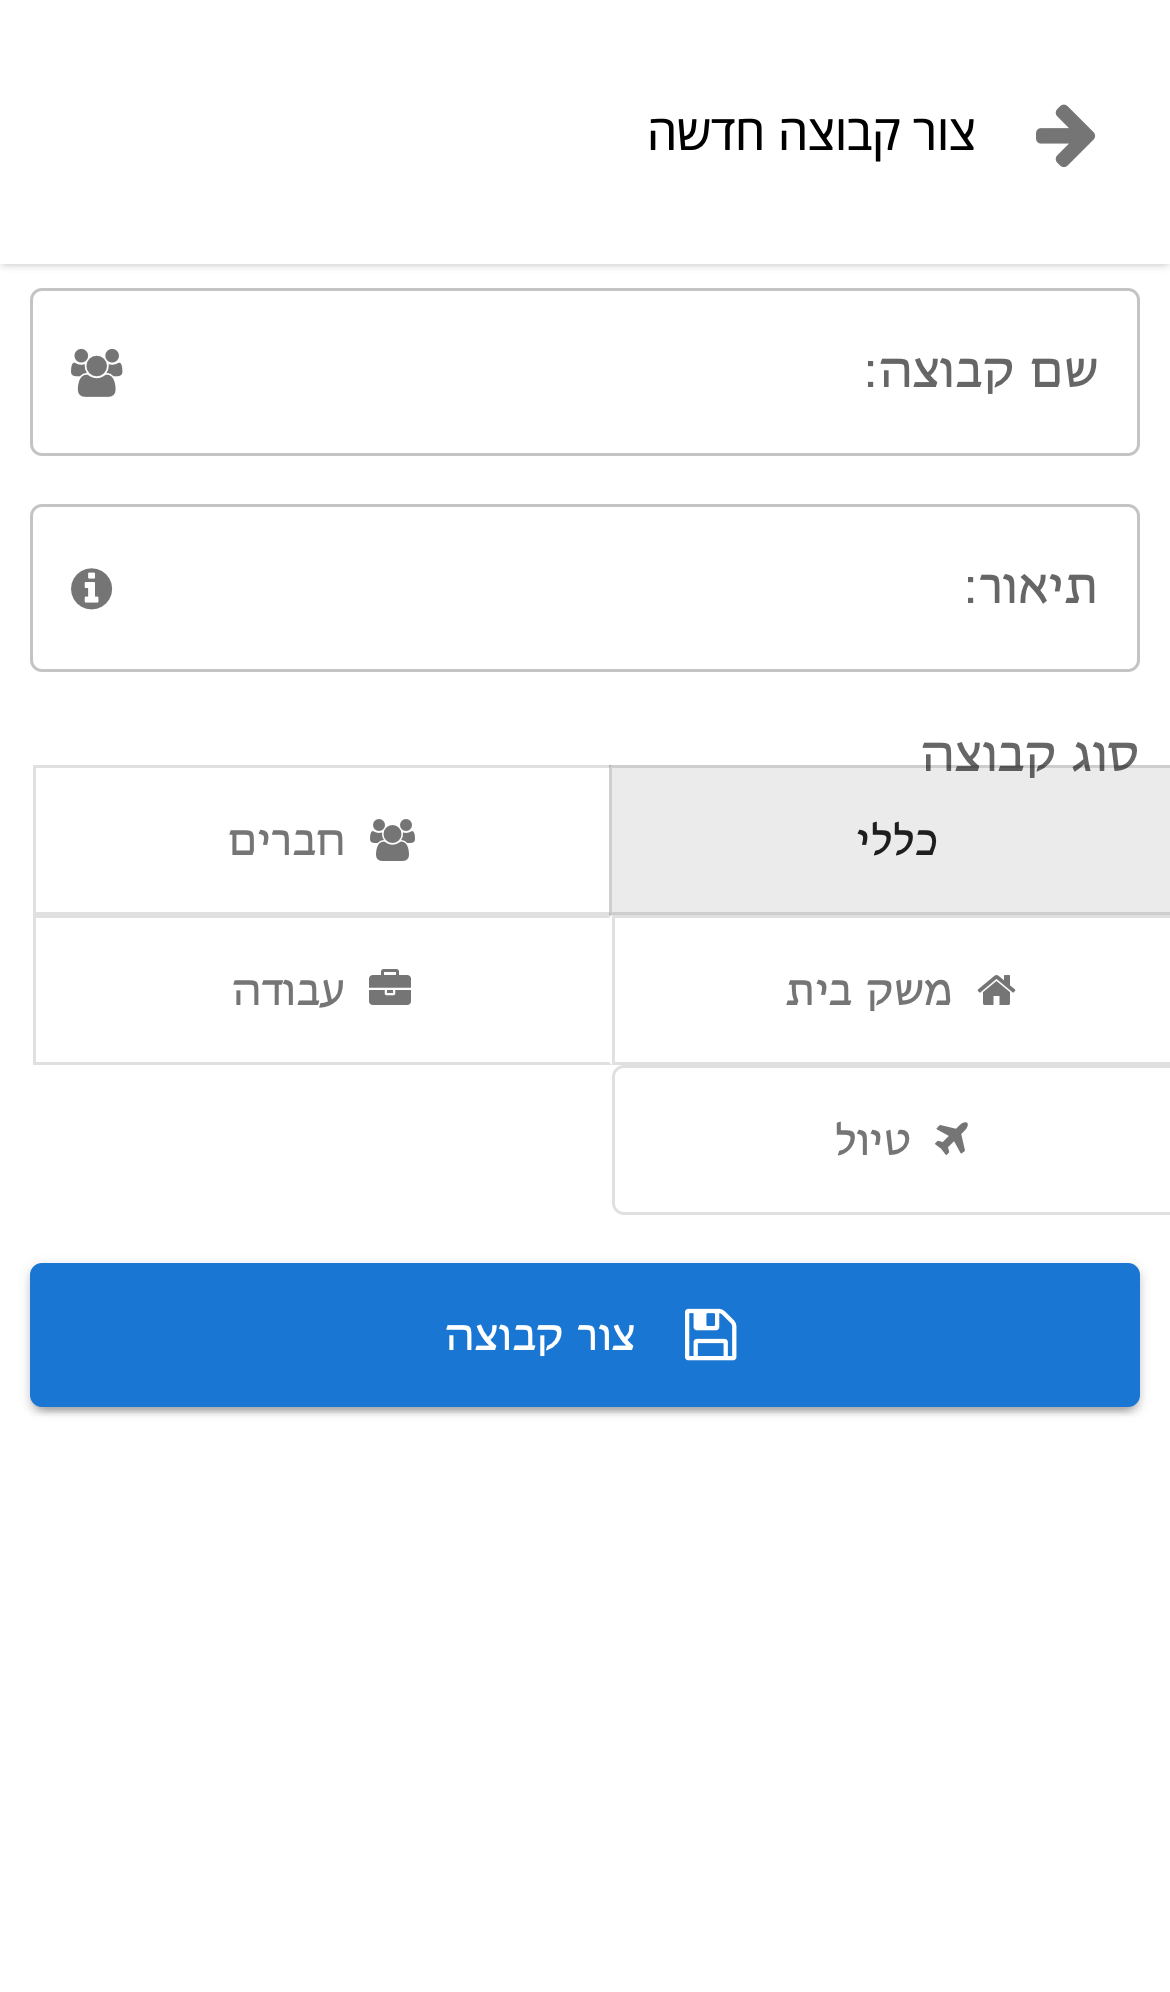 צור קבוצה חדשה
שם קבוצה:
תיאור:
סוג קבוצה
כללי
חברים
משק בית
עבודה
טיול
צור קבוצה